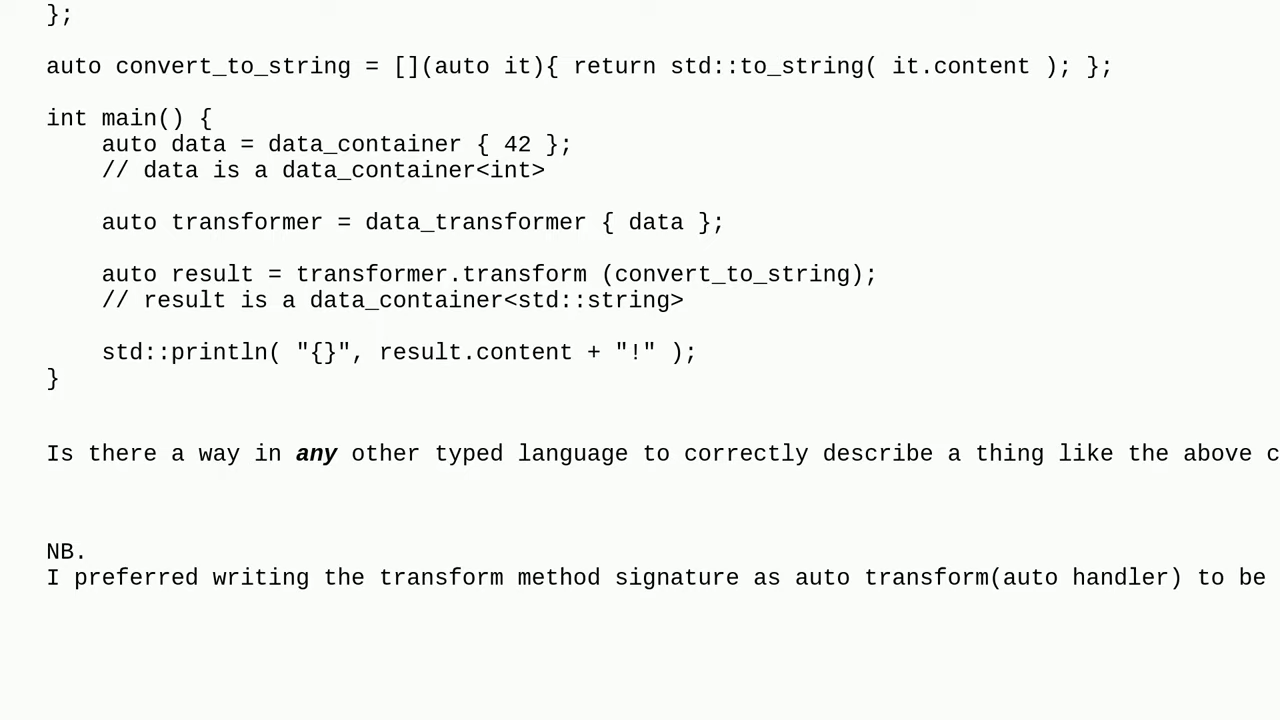 };
auto convert_to_string = [](auto it){ return std::to_string( it.content ); };
int main() {
    auto data = data_container { 42 };
    // data is a data_container<int>
    auto transformer = data_transformer { data };
    auto result = transformer.transform (convert_to_string);
    // result is a data_container<std::string>
    std::println( "{}", result.content + "!" );
}
Is there a way in any other typed language to correctly describe a thing like the above c
NB.
I preferred writing the transform method signature as auto transform(auto handler) to be